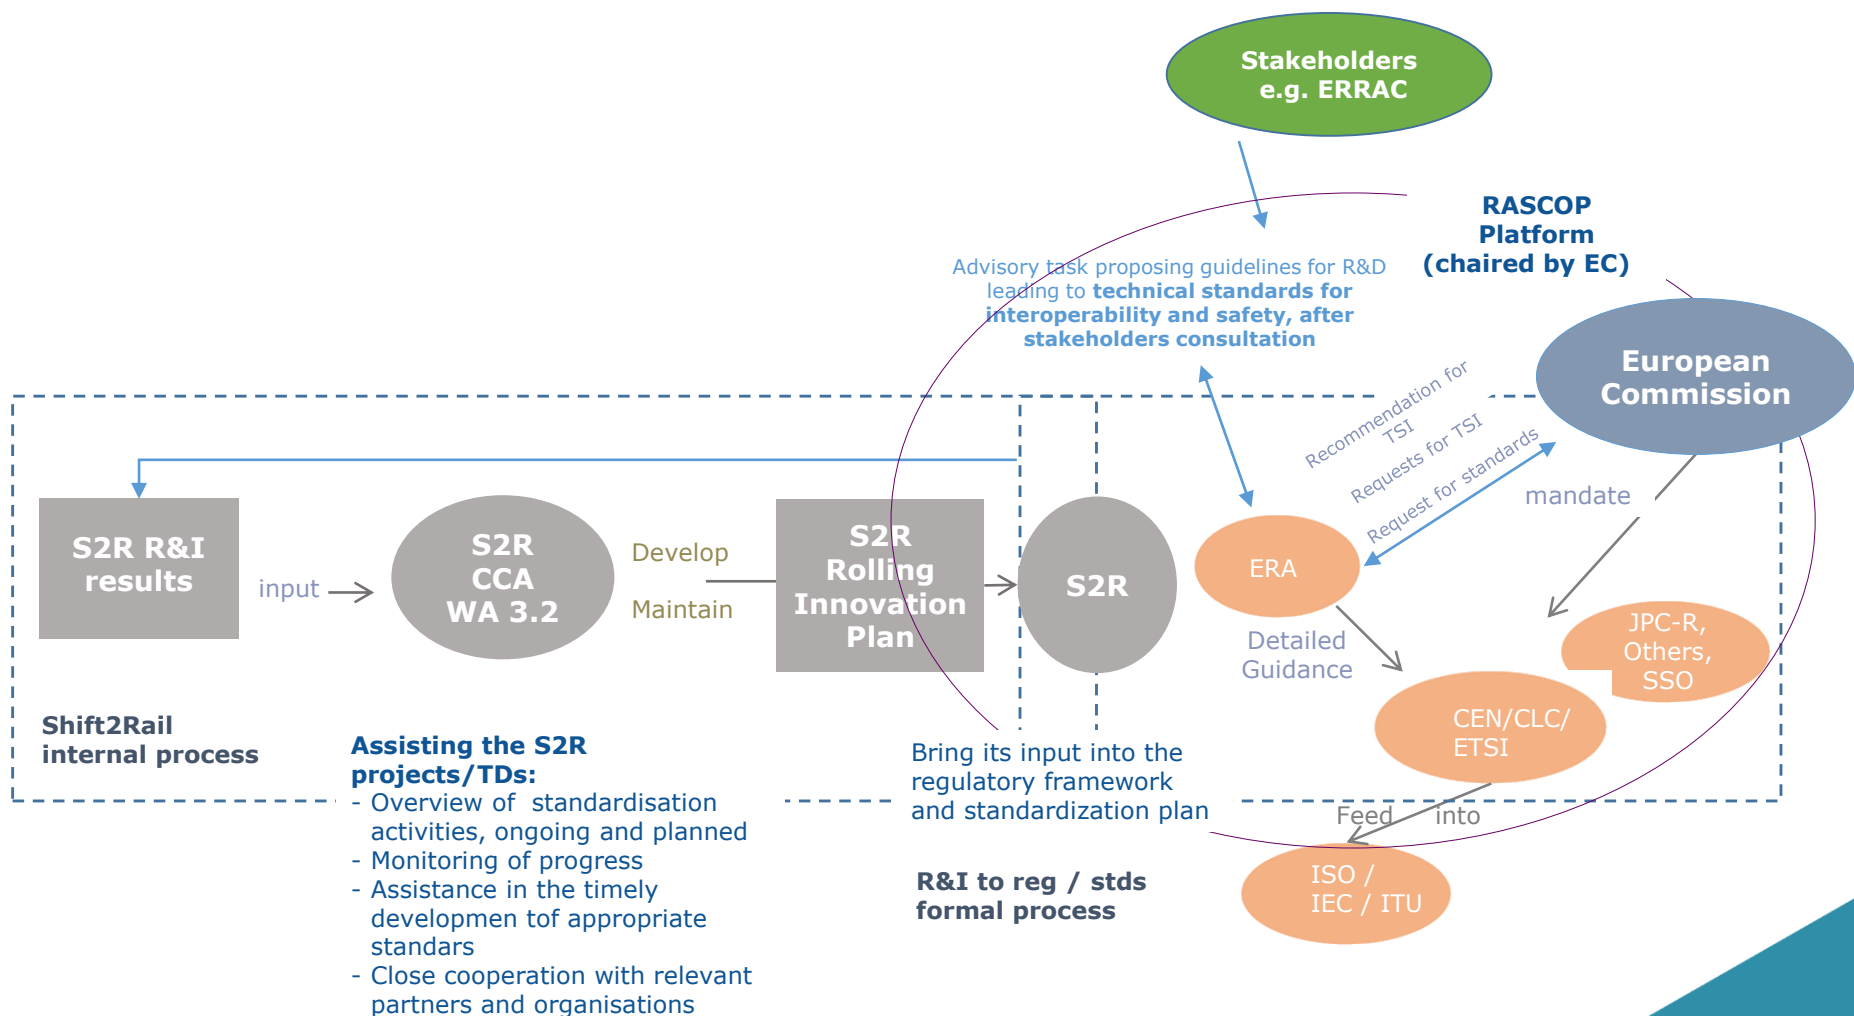 Stakeholders
e.g. ERRAC
RASCOP
Platform
(chaired by EC)
Advisory task proposing guidelines for R&D
leading to technical standards for
interoperability and safety, after
stakeholders consultation
European
Commission
Recommendation for
TSI
Requests for TSI
Request for standards
mandate
S2R R&I
results
input
S2R
CCA
WA 3.2
Develop
Maintain
S2R
Rolling
Innovation
Plan
S2R
ERA
Detailed
Guidance
JPC-R,
Others,
SSO
CEN/CLC/
ETSI
Shift2Rail
internal process
Assisting the S2R
projects/TDs:
- Overview of  standardisation
activities, ongoing and planned
- Monitoring of progress
- Assistance in the timely
developmen tof appropriate
standars
- Close cooperation with relevant
partners and organisations
Bring its input into the
regulatory framework
and standardization plan
Feed into
R&I to reg / stds
formal process
ISO /
IEC / ITU